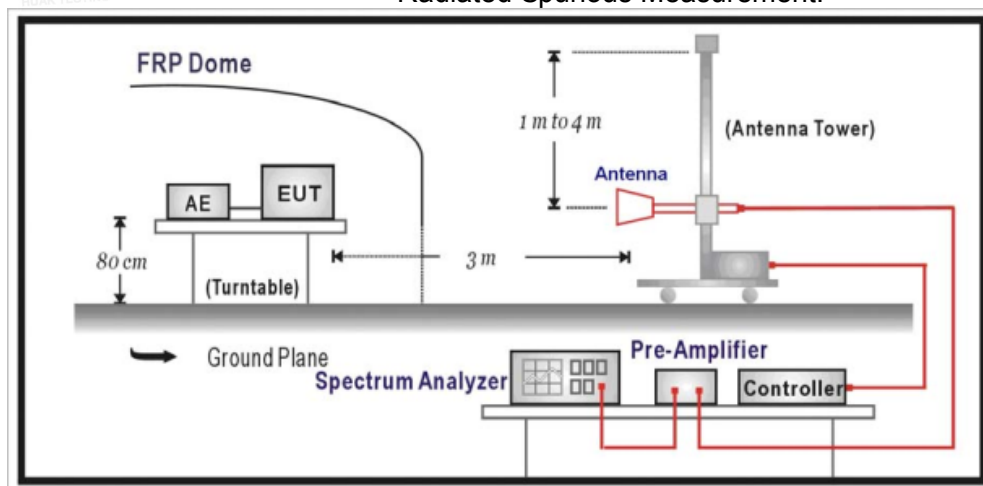 Radiated Spurious Measurement:
FRP Dome
1 m to 4 m
(Antenna Tower)
Antenna
AE
EUT
80 cm
3 m
(Turntable)
Ground Plane
Pre-Amplifier
Spectrum Analyzer
Controller